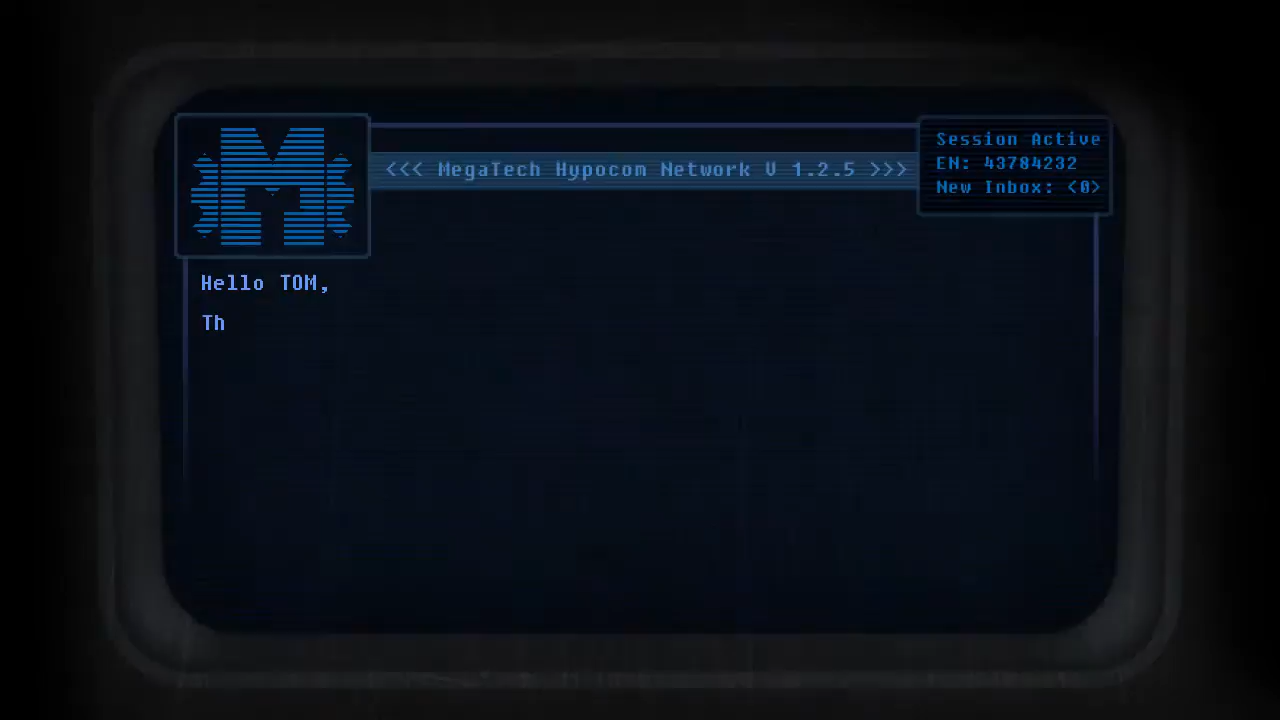 M
<<< MegaTech Hypocom Network V 1.2.5 >>>
Session Active
EN: 43784232
New Inbox: <0>
Hello TOM,
Th